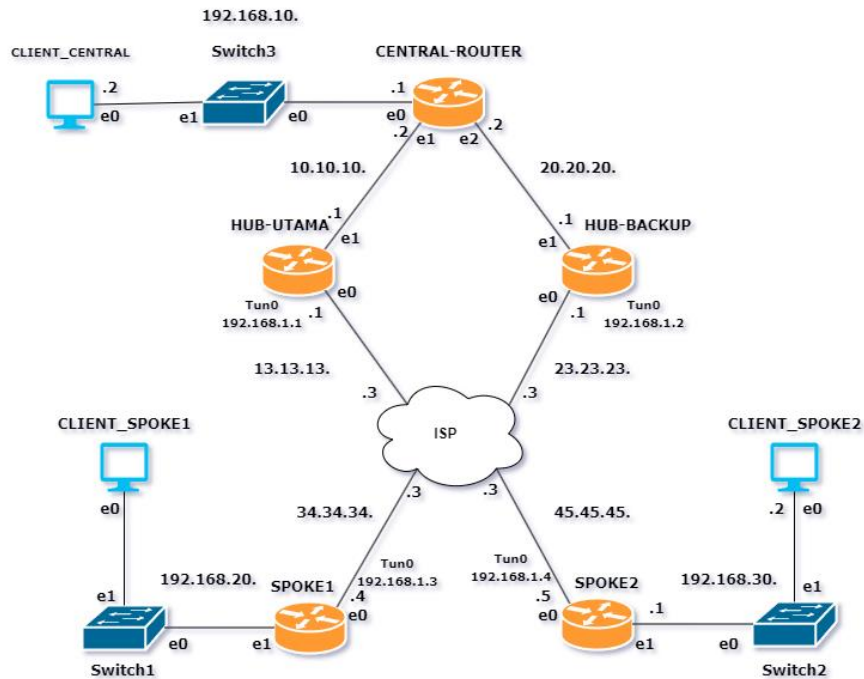 192.168.10.
Switch3
CENTRAL-ROUTER
CLIENT_CENTRAL
.2
e0
e1
e0
.1
e0
.2
e1
e2
.2
10.10.10.
20.20.20.
.1
e1
HUB-UTAMA
.1
e1
HUB-BACKUP
e0
.1
Tun0
192.168.1.1
e0
.1
Tun0
192.168.1.2
13.13.13.
23.23.23.
.3
.3
ISP
CLIENT_SPOKE1
CLIENT_SPOKE2
e0
.3
.3
.2
e0
34.34.34.
45.45.45.
192.168.20.
SPOKE1
Tun0
192.168.1.3
.4
e0
Tun0
192.168.1.4
.5
e0
SPOKE2
192.168.30.
e1
e0
e1
.1
e1
e0
e1
Switch1
Switch2